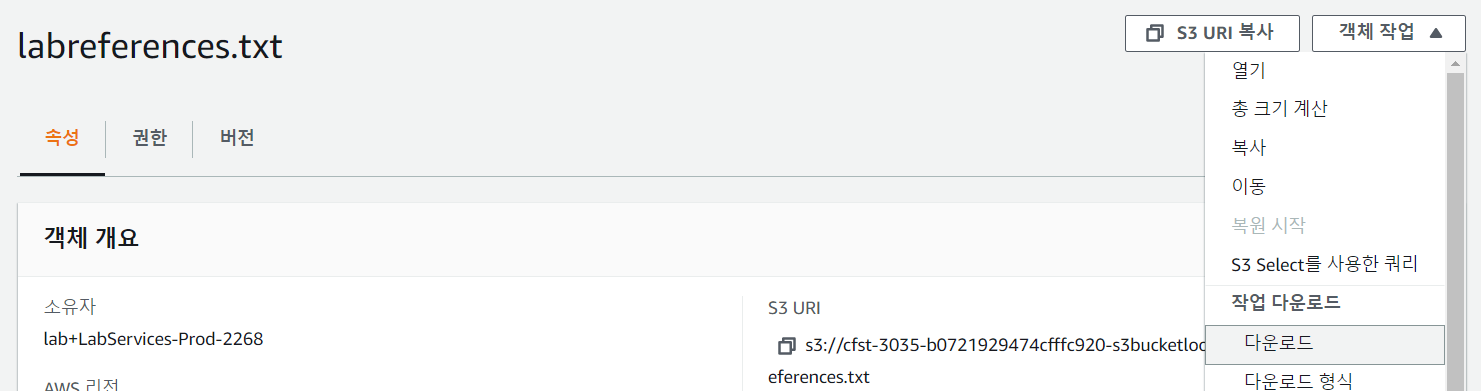 labreferences.txt
S3 URI 복사
객체 작업
열기
총 크기 계산
복사
이동
복원 시작
S3 Select를 사용한 쿼리
작업 다운로드
다운로드
다운로드 형식
속성
권한
버전
객체 개요
소유자
lab+LabServices-Prod-2268
AWS 리전
S3 URI
s3://cfst-3035-b0721929474cfffc920-s3bucketloc
eferences.txt